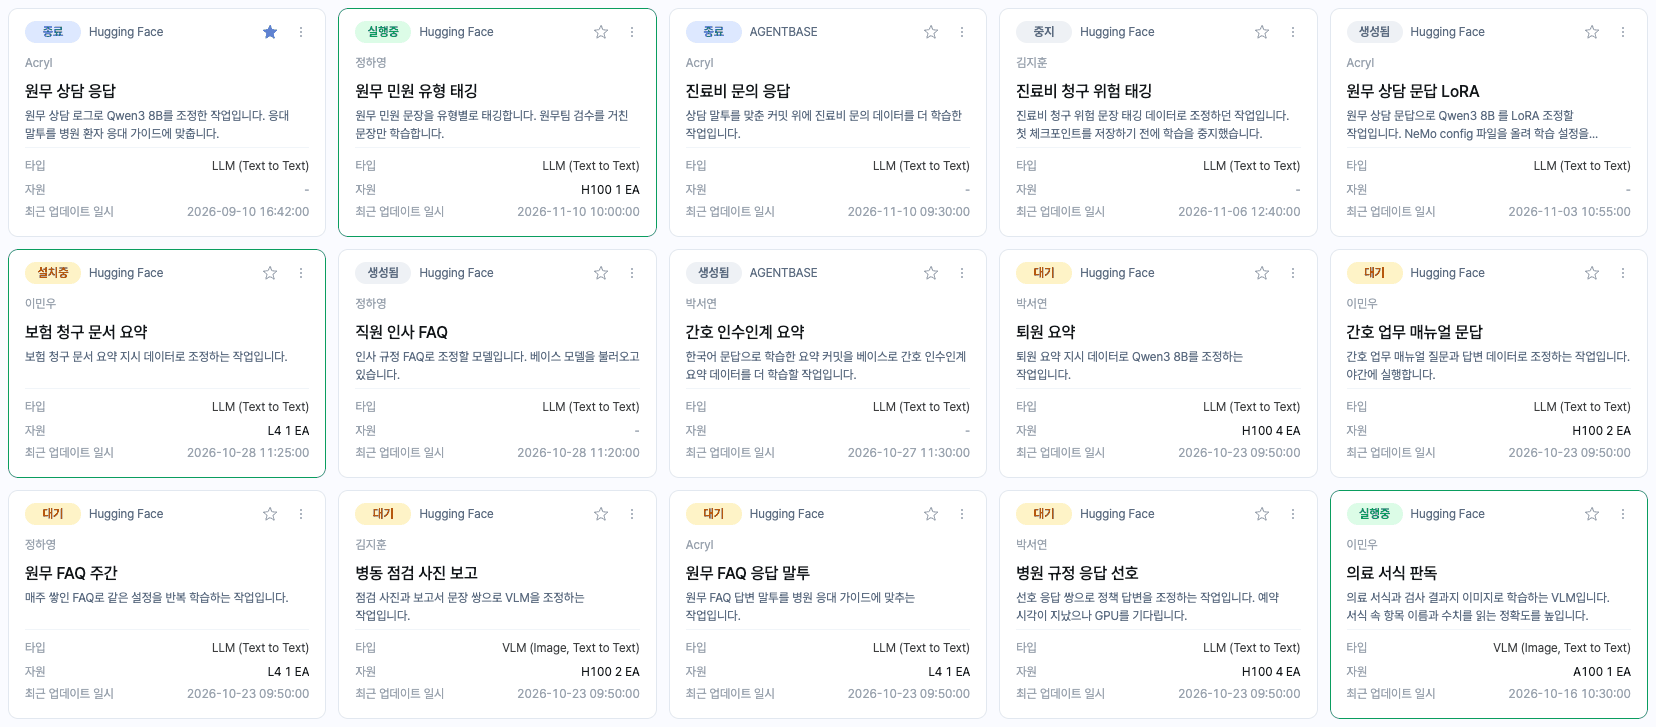 종료 Hugging Face
Acryl
원무 상담 응답
원무 상담 로그로 Qwen3 8B를 조정한 작업입니다. 응대
말투를 병원 환자 응대 가이드에 맞춥니다.
타입 LLM (Text to Text)
자원 -
최근 업데이트 일시 2026-09-10 16:42:00
실행중 Hugging Face
정하영
원무 민원 유형 태깅
원무 민원 문장을 유형별로 태깅합니다. 원무팀 검수를 거친
문장만 학습합니다.
타입 LLM (Text to Text)
자원 H100 1 EA
최근 업데이트 일시 2026-11-10 10:00:00
종료 AGENTBASE
Acryl
진료비 문의 응답
상담 말투를 맞춘 커밋 위에 진료비 문의 데이터를 더 학습한
작업입니다.
타입 LLM (Text to Text)
자원 -
최근 업데이트 일시 2026-11-10 09:30:00
중지 Hugging Face
김지훈
진료비 청구 위험 태깅
진료비 청구 위험 문장 태깅 데이터로 조정하던 작업입니다.
첫 체크포인트를 저장하기 전에 학습을 중지했습니다.
타입 LLM (Text to Text)
자원 -
최근 업데이트 일시 2026-11-06 12:40:00
생성됨 Hugging Face
Acryl
원무 상담 문답 LoRA
원무 상담 문답으로 Qwen3 8B 를 LoRA 조정할
작업입니다. NeMo config 파일을 올려 학습 설정을...
타입 LLM (Text to Text)
자원 -
최근 업데이트 일시 2026-11-03 10:55:00
설치중 Hugging Face
이민우
보험 청구 문서 요약
보험 청구 문서 요약 지시 데이터로 조정하는 작업입니다.
타입 LLM (Text to Text)
자원 L4 1 EA
최근 업데이트 일시 2026-10-28 11:25:00
생성됨 Hugging Face
정하영
직원 인사 FAQ
인사 규정 FAQ로 조정할 모델입니다. 베이스 모델을 불러오고
있습니다.
타입 LLM (Text to Text)
자원 -
최근 업데이트 일시 2026-10-28 11:20:00
생성됨 AGENTBASE
박서연
간호 인수인계 요약
한국어 문답으로 학습한 요약 커밋을 베이스로 간호 인수인계
요약 데이터를 더 학습할 작업입니다.
타입 LLM (Text to Text)
자원 -
최근 업데이트 일시 2026-10-27 11:30:00
대기 Hugging Face
박서연
퇴원 요약
퇴원 요약 지시 데이터로 Qwen3 8B를 조정하는
작업입니다.
타입 LLM (Text to Text)
자원 H100 4 EA
최근 업데이트 일시 2026-10-23 09:50:00
대기 Hugging Face
이민우
간호 업무 매뉴얼 문답
간호 업무 매뉴얼 질문과 답변 데이터로 조정하는 작업입니다.
야간에 실행합니다.
타입 LLM (Text to Text)
자원 H100 2 EA
최근 업데이트 일시 2026-10-23 09:50:00
대기 Hugging Face
정하영
원무 FAQ 주간
매주 쌓인 FAQ로 같은 설정을 반복 학습하는 작업입니다.
타입 LLM (Text to Text)
자원 L4 1 EA
최근 업데이트 일시 2026-10-23 09:50:00
대기 Hugging Face
김지훈
병동 점검 사진 보고
점검 사진과 보고서 문장 쌍으로 VLM을 조정하는
작업입니다.
타입 VLM (Image, Text to Text)
자원 H100 2 EA
최근 업데이트 일시 2026-10-23 09:50:00
대기 Hugging Face
Acryl
원무 FAQ 응답 말투
원무 FAQ 답변 말투를 병원 응대 가이드에 맞추는
작업입니다.
타입 LLM (Text to Text)
자원 L4 1 EA
최근 업데이트 일시 2026-10-23 09:50:00
대기 Hugging Face
박서연
병원 규정 응답 선호
선호 응답 쌍으로 정책 답변을 조정하는 작업입니다. 예약
시각이 지났으나 GPU를 기다립니다.
타입 LLM (Text to Text)
자원 H100 4 EA
최근 업데이트 일시 2026-10-23 09:50:00
실행중 Hugging Face
이민우
의료 서식 판독
의료 서식과 검사 결과지 이미지로 학습하는 VLM입니다.
서식 속 항목 이름과 수치를 읽는 정확도를 높입니다.
타입 VLM (Image, Text to Text)
자원 A100 1 EA
최근 업데이트 일시 2026-10-16 10:30:00